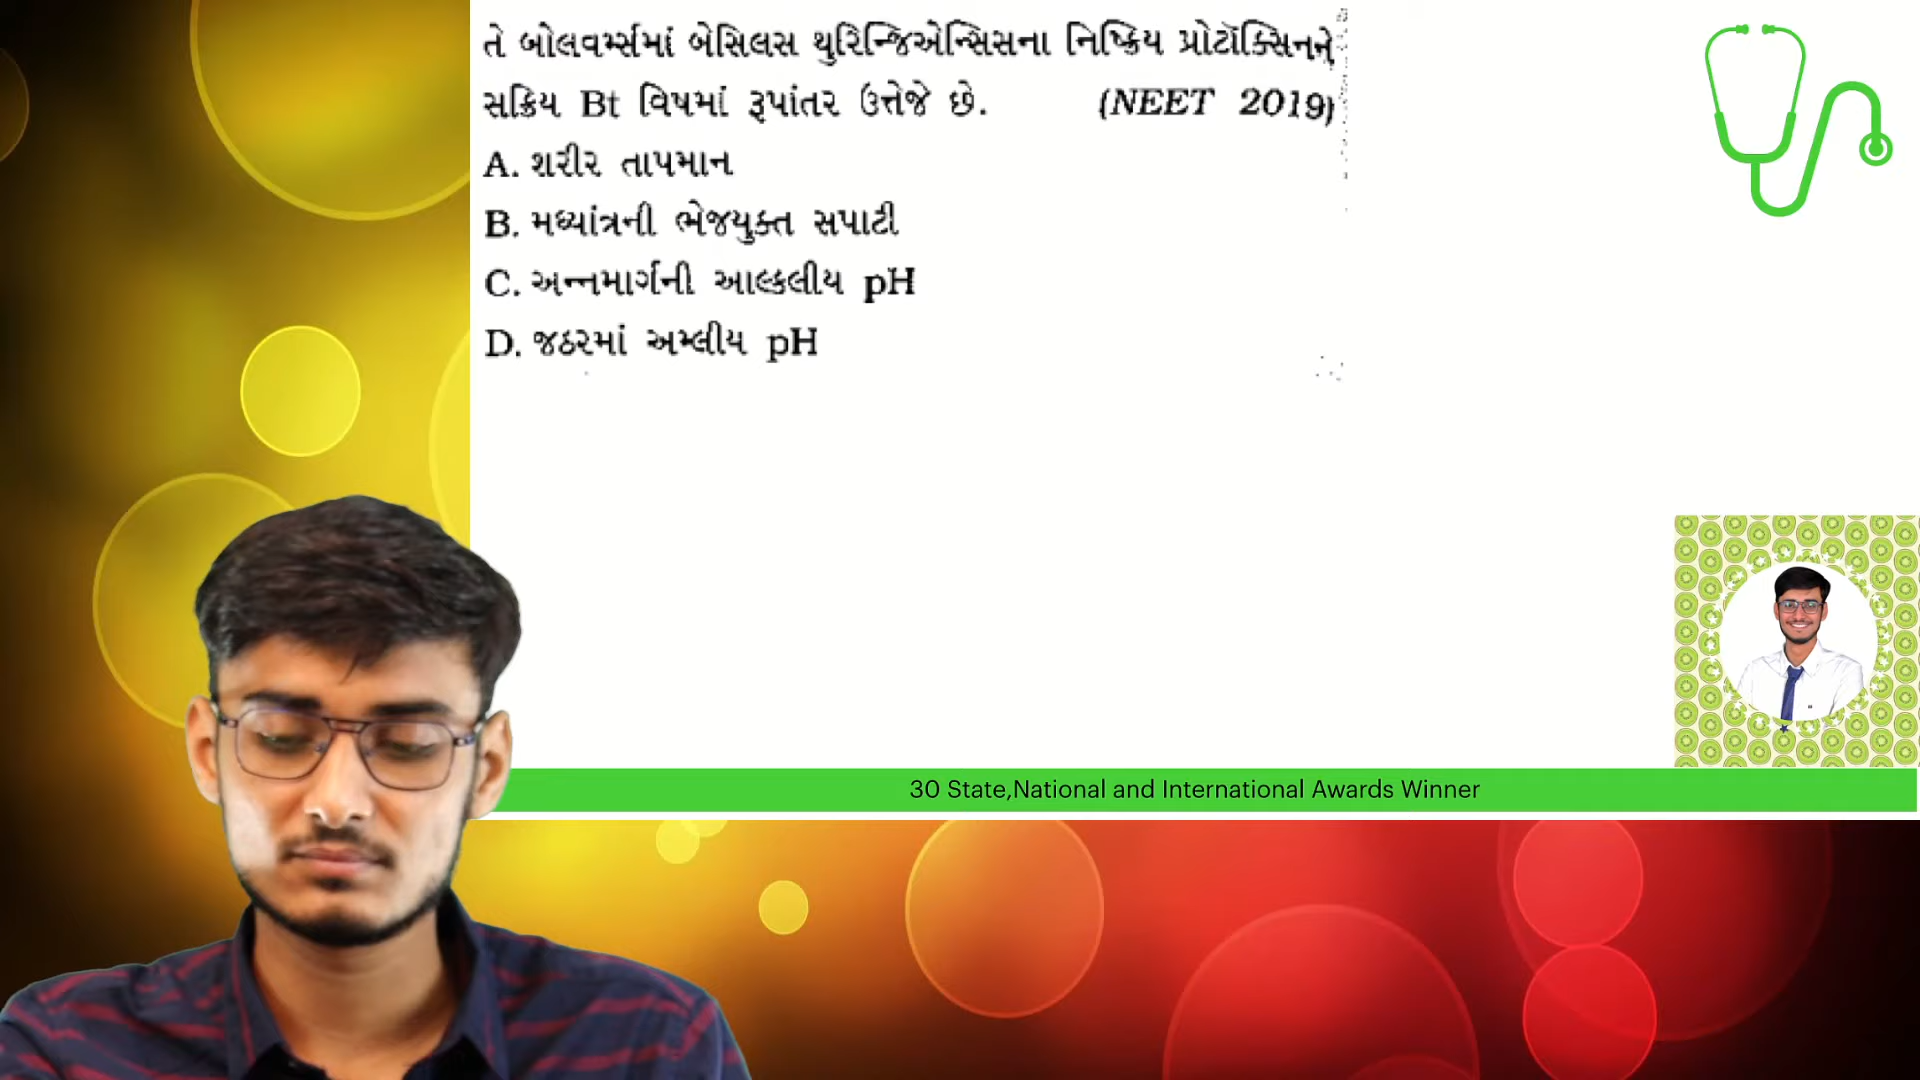 તે બોલવર્મ્સમાં બેસિલસ થુરિન્જિએન્સિસના નિષ્ક્રિય પ્રોટૉક્સિનને
સક્રિય Bt વિષમાં રૂપાંતર ઉત્તેજે છે. (NEET 2019)
A. શરીર તાપમાન
B. મધ્યાંત્રની ભેજયુક્ત સપાટી
C. અન્નમાર્ગની આલ્કલીય pH
D. જઠરમાં અમ્લીય pH
30 State,National and International Awards Winner